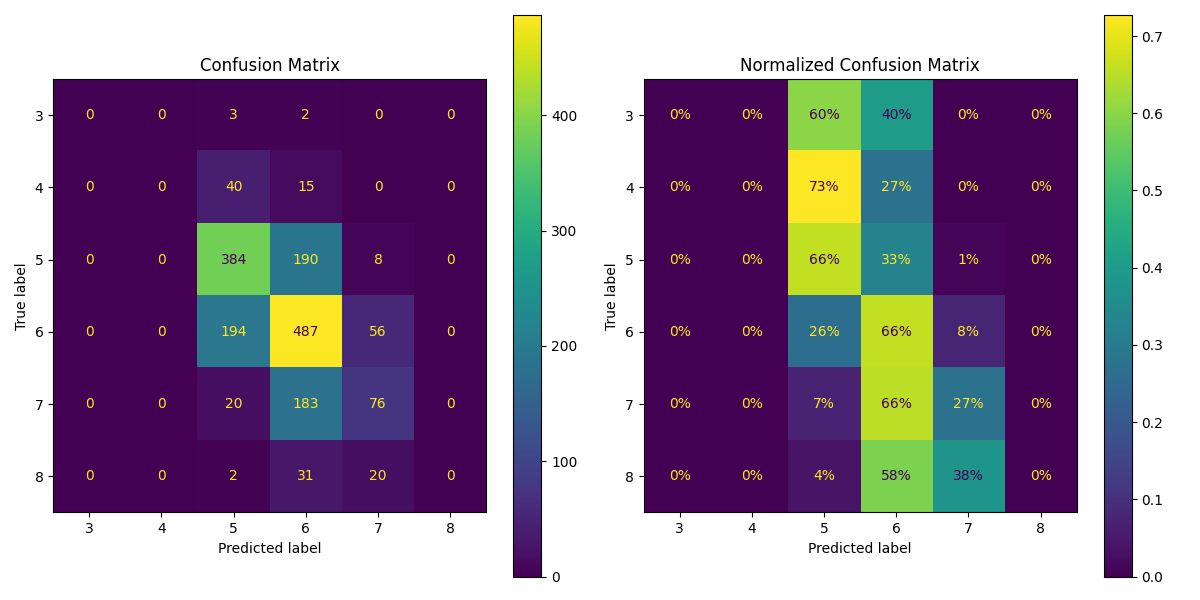 Confusion Matrix
3 0 0 3 2 0 0
4 0 0 40 15 0 0
5 0 0 384 190 8 0
6 0 0 194 487 56 0
7 0 0 20 183 76 0
8 0 0 2 31 20 0
3 4 5 6 7 8
True label
Predicted label
400
300
200
100
0
Normalized Confusion Matrix
3 0% 0% 60% 40% 0% 0%
4 0% 0% 73% 27% 0% 0%
5 0% 0% 66% 33% 1% 0%
6 0% 0% 26% 66% 8% 0%
7 0% 0% 7% 66% 27% 0%
8 0% 0% 4% 58% 38% 0%
3 4 5 6 7 8
True label
Predicted label
0.7
0.6
0.5
0.4
0.3
0.2
0.1
0.0